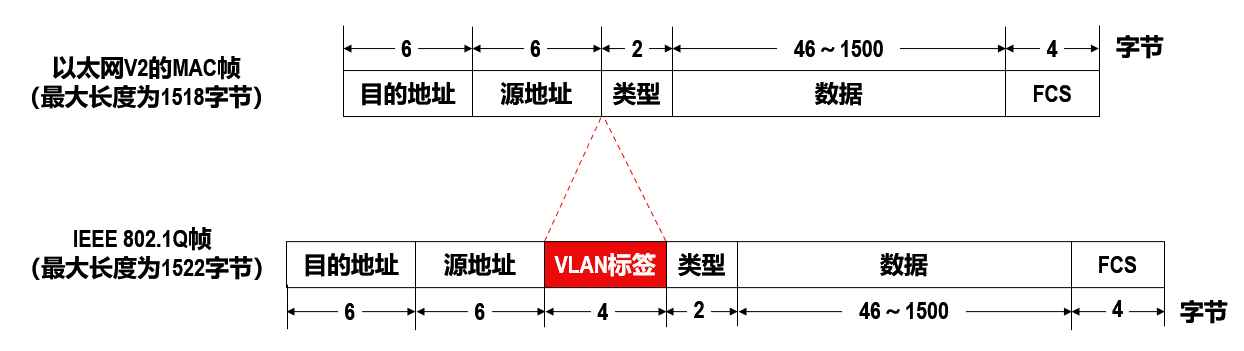 6 6 2 46～1500 4 字节
以太网V2的MAC帧
（最大长度为1518字节）
目的地址 源地址 类型 数据 FCS
IEEE 802.1Q帧
（最大长度为1522字节）
目的地址 源地址 VLAN标签 类型 数据 FCS
6 6 4 2 46～1500 4 字节